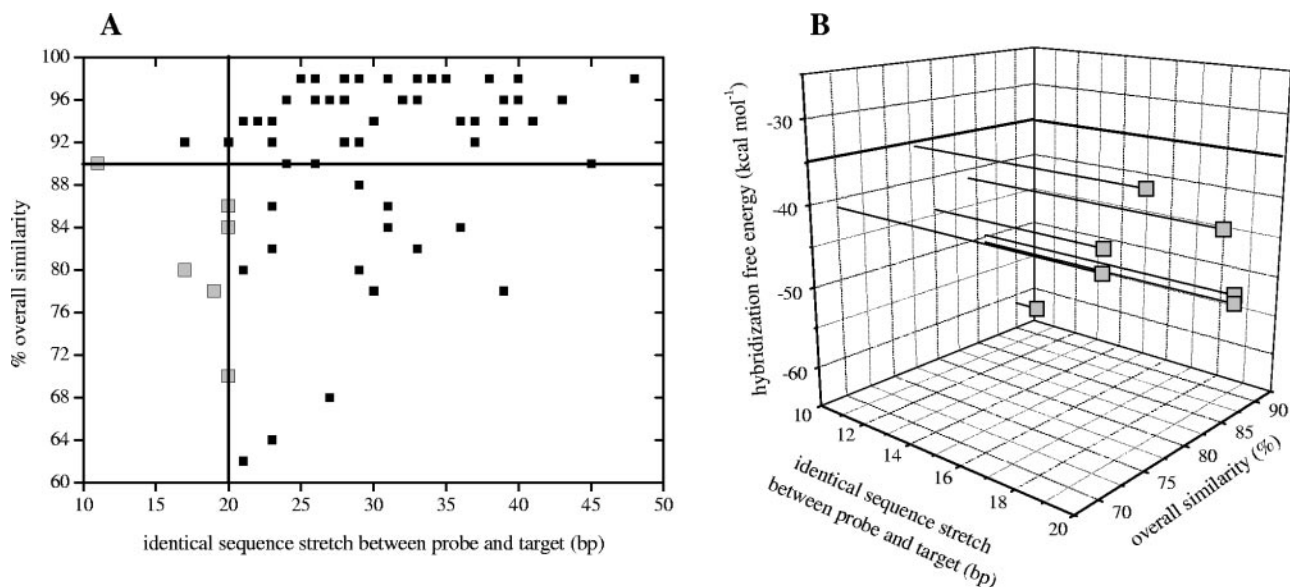 A
100
96
92
88
84
80
76
72
68
64
60
% overall similarity
10 15 20 25 30 35 40 45 50
identical sequence stretch between probe and target (bp)
B
-30
-40
-50
-60
hybridization free energy (kcal mol⁻¹)
10 12 14 16 18 20
identical sequence stretch
between probe and target (bp)
70 75 80 85 90
overall similarity (%)